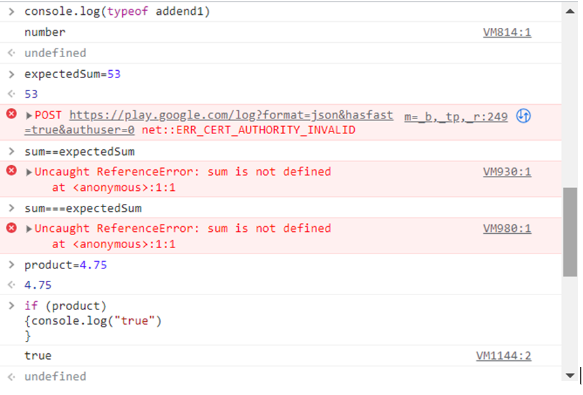 console.log(typeof addend1)
number VM814:1
undefined
expectedSum=53
53
POST https://play.google.com/log?format=json&hasfast m=_b,_tp,_r:249
=true&authuser=0 net::ERR_CERT_AUTHORITY_INVALID
sum==expectedSum
Uncaught ReferenceError: sum is not defined VM930:1
at <anonymous>:1:1
sum===expectedSum
Uncaught ReferenceError: sum is not defined VM980:1
at <anonymous>:1:1
product=4.75
4.75
if (product)
{console.log("true")
}
true VM1144:2
undefined